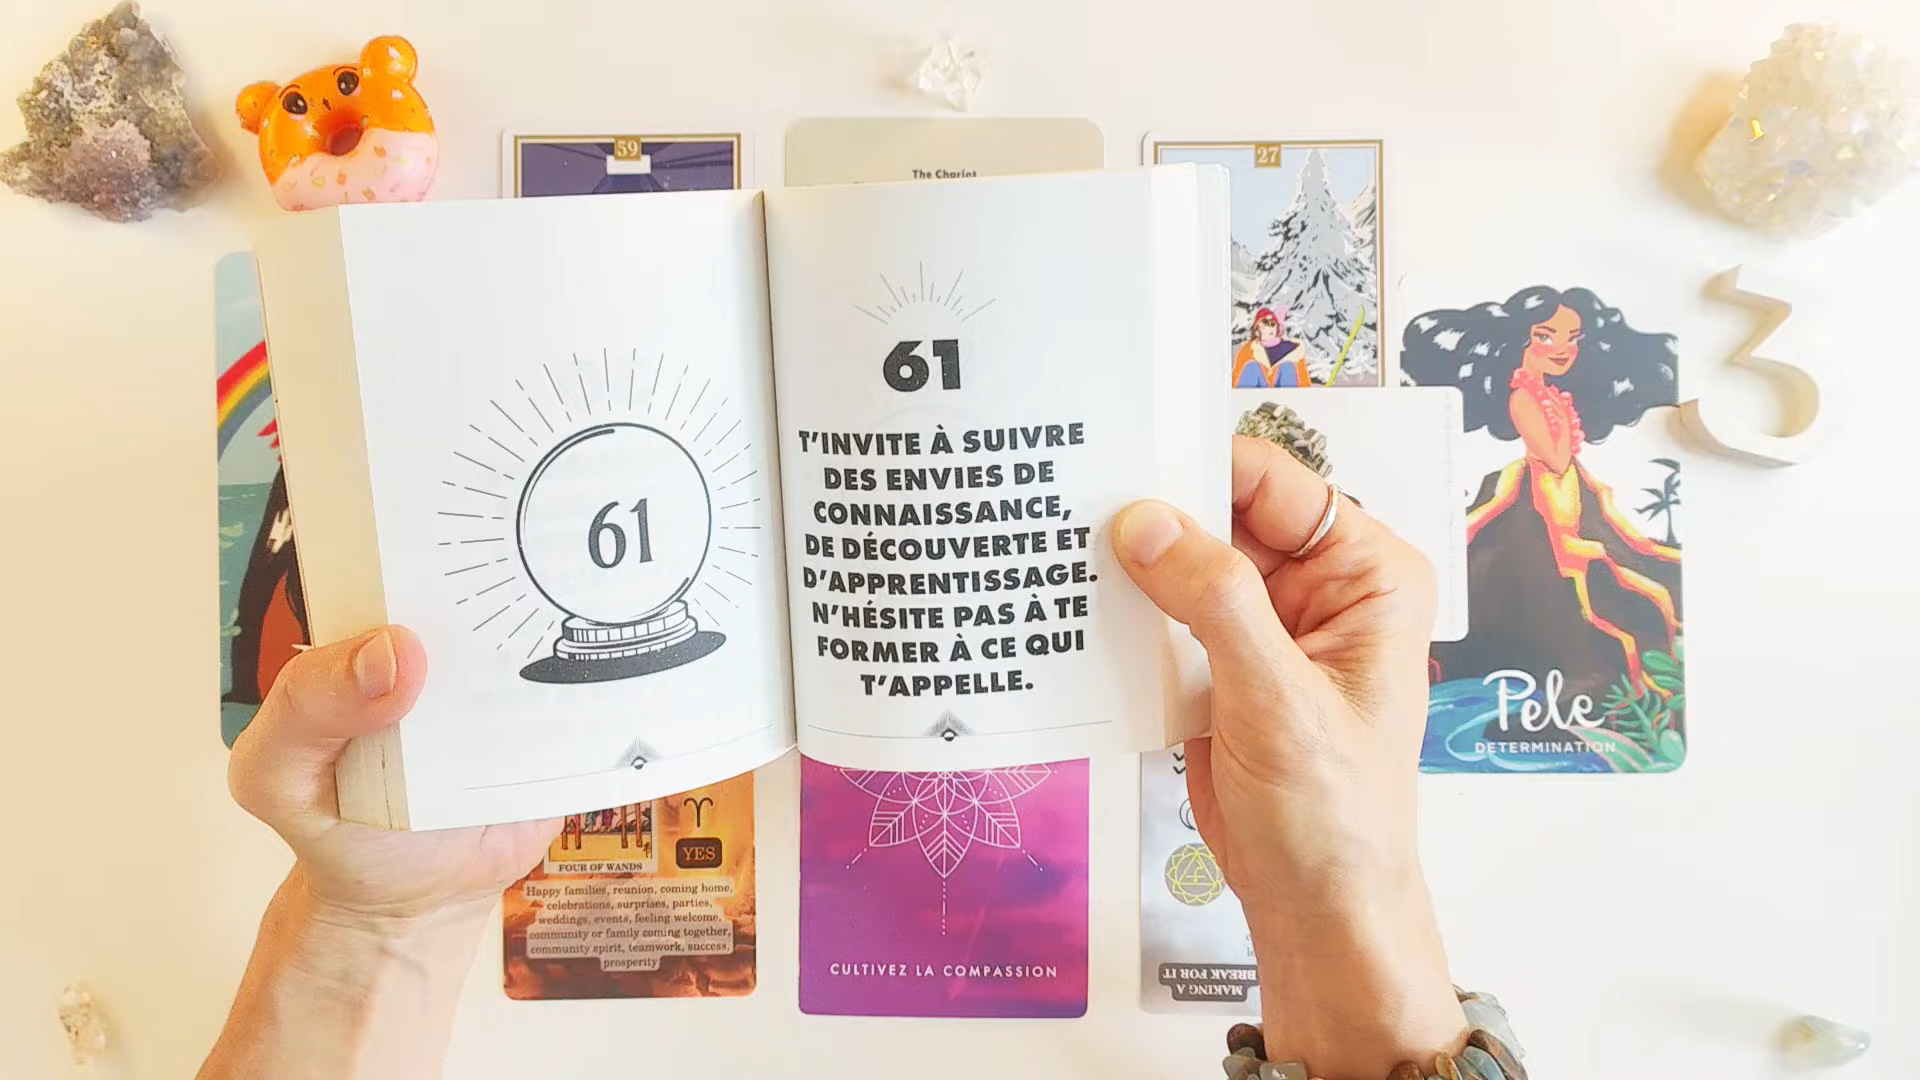 59
The Chariot
27
61
61
T'INVITE À SUIVRE
DES ENVIES DE
CONNAISSANCE,
DE DÉCOUVERTE ET
D'APPRENTISSAGE.
N'HÉSITE PAS À TE
FORMER À CE QUI
T'APPELLE.
3
Pele
DETERMINATION
YES
FOUR OF WANDS
Happy families, reunion, coming home,
celebrations, surprises, parties,
weddings, events, feeling welcome,
community or family coming together,
community spirit, teamwork, success,
prosperity
CULTIVEZ LA COMPASSION
MAKING A
BREAK FOR IT